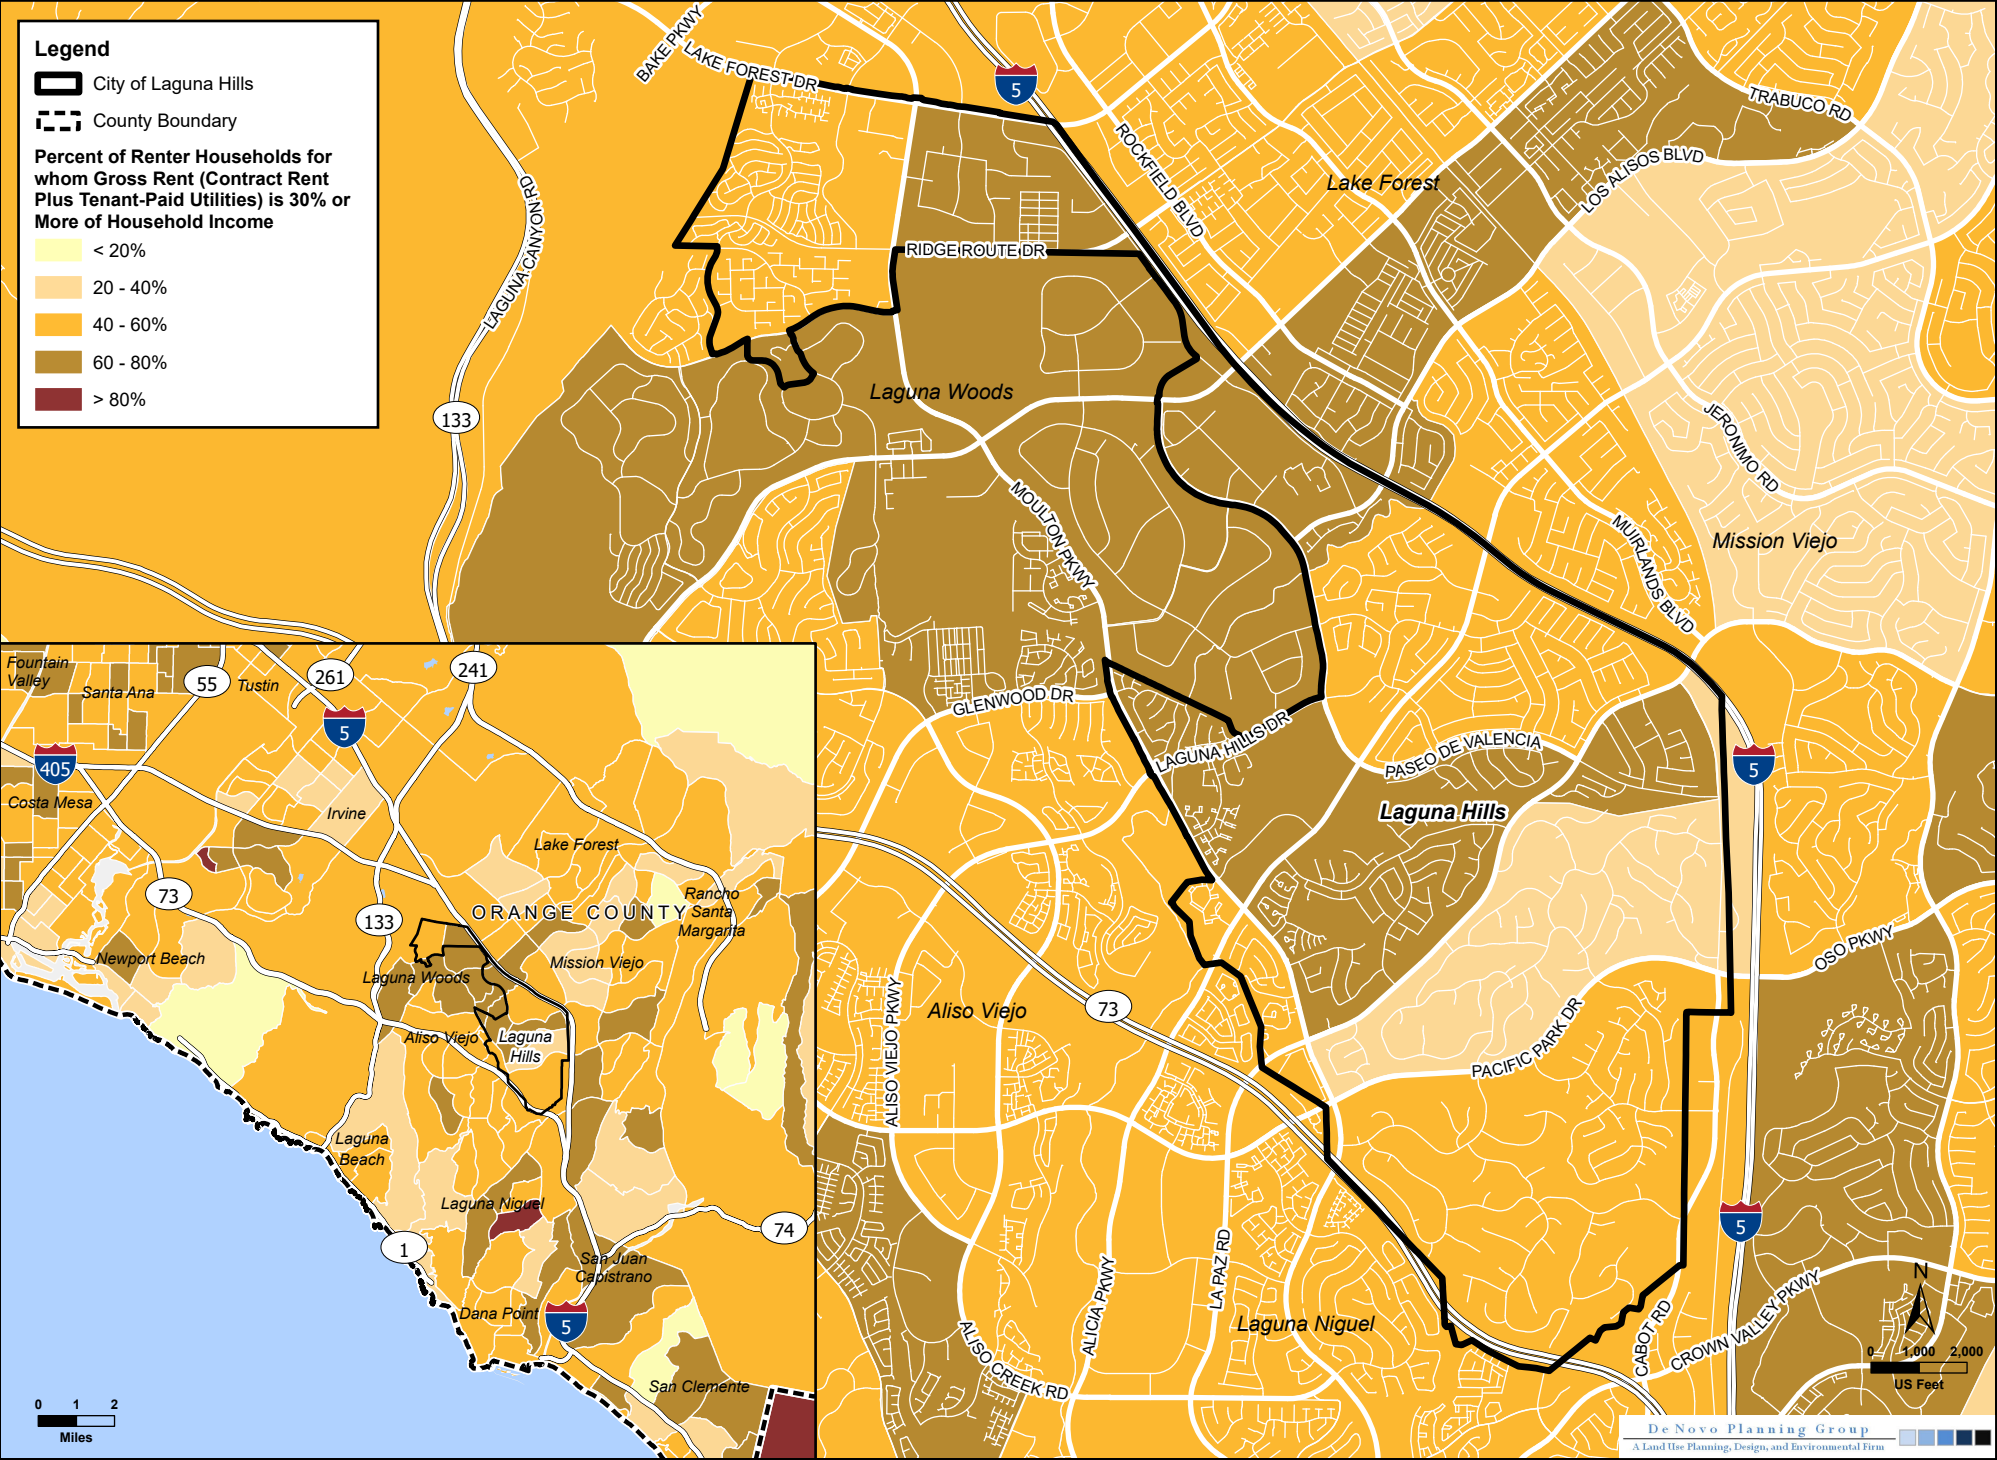 Legend
City of Laguna Hills
County Boundary
Percent of Renter Households for
whom Gross Rent (Contract Rent
Plus Tenant-Paid Utilities) is 30% or
More of Household Income
< 20%
20 - 40%
40 - 60%
60 - 80%
> 80%
BAKE PKWY
LAKE FOREST DR
5
LAGUNA CANYON RD
133
ROCKFIELD BLVD
Lake Forest
TRABUCO RD
LOS ALISOS BLVD
RIDGE ROUTE DR
Laguna Woods
MOULTON PKWY
JERONIMO RD
MUIRLANDS BLVD
Mission Viejo
GLENWOOD DR
LAGUNA HILLS DR
PASEO DE VALENCIA
Laguna Hills
5
OSO PKWY
ALISO VIEJO PKWY
Aliso Viejo
73
PACIFIC PARK DR
5
LA PAZ RD
ALICIA PKWY
Laguna Niguel
ALISO CREEK RD
CABOT RD
CROWN VALLEY PKWY
N
0 1,000 2,000
US Feet
De Novo Planning Group
A Land Use Planning, Design, and Environmental Firm
Fountain
Valley
Santa Ana
55
Tustin
261
241
5
405
Costa Mesa
Irvine
Lake Forest
73
133
ORANGE COUNTY
Rancho
Santa
Margarita
Newport Beach
Laguna Woods
Mission Viejo
Aliso Viejo
Laguna
Hills
Laguna
Beach
Laguna Niguel
74
1
San Juan
Capistrano
Dana Point
5
San Clemente
0 1 2
Miles